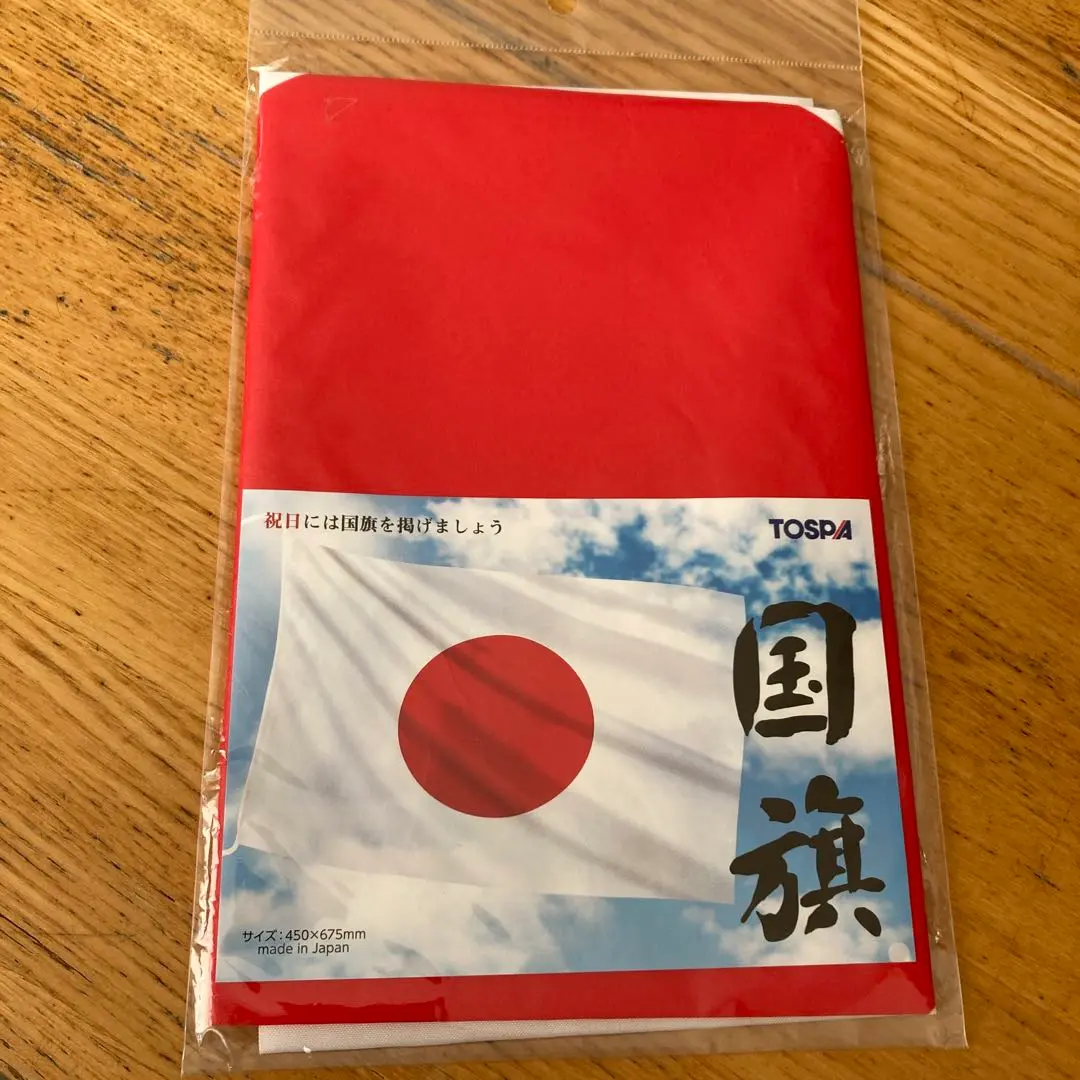 祝日には国旗を掲げましょう
TOSPA
国旗
サイズ:450×675mm
made in Japan